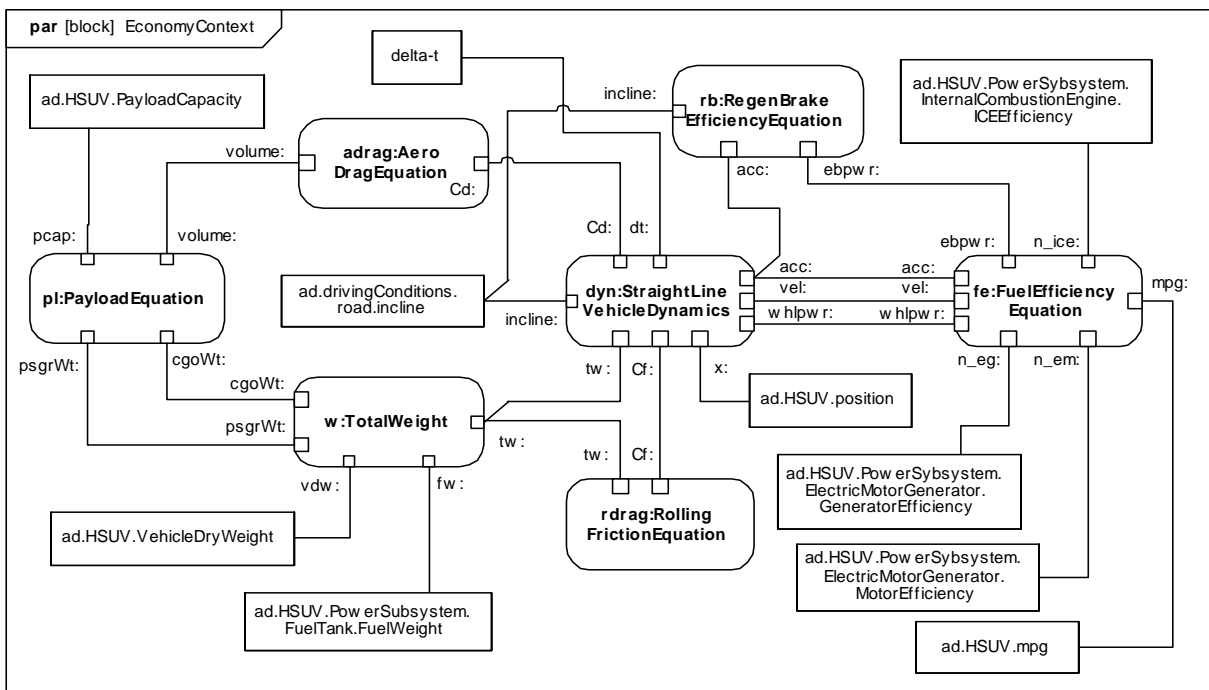 par [block] EconomyContext
delta-t
ad.HSUV.PayloadCapacity
incline:
rb:RegenBrake
EfficiencyEquation
ad.HSUV.PowerSybsystem.
InternalCombustionEngine.
ICEEfficiency
volume:
adrag:Aero
DragEquation
Cd:
acc:
ebpwr:
pcap:
volume:
Cd:
dt:
ebpwr:
n_ice:
pl:PayloadEquation
ad.drivingConditions.
road.incline
incline:
dyn:StraightLine
VehicleDynamics
acc:
vel:
whlpwr:
acc:
vel:
whlpwr:
fe:FuelEfficiency
Equation
mpg:
psgrWt:
cgoWt:
tw:
Cf:
x:
n_eg:
n_em:
cgoWt:
psgrWt:
w:TotalWeight
tw:
ad.HSUV.position
vdw:
fw:
tw:
Cf:
rdrag:Rolling
FrictionEquation
ad.HSUV.PowerSybsystem.
ElectricMotorGenerator.
GeneratorEfficiency
ad.HSUV.VehicleDryWeight
ad.HSUV.PowerSybsystem.
ElectricMotorGenerator.
MotorEfficiency
ad.HSUV.PowerSubsystem.
FuelTank.FuelWeight
ad.HSUV.mpg